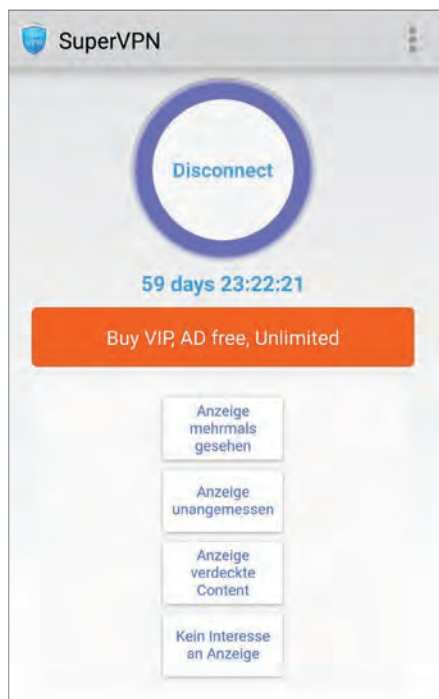 SuperVPN
Disconnect
59 days 23:22:21
Buy VIP, AD free, Unlimited
Anzeige
mehrmals
gesehen
Anzeige
unangemessen
Anzeige
verdeckte
Content
Kein Interesse
an Anzeige